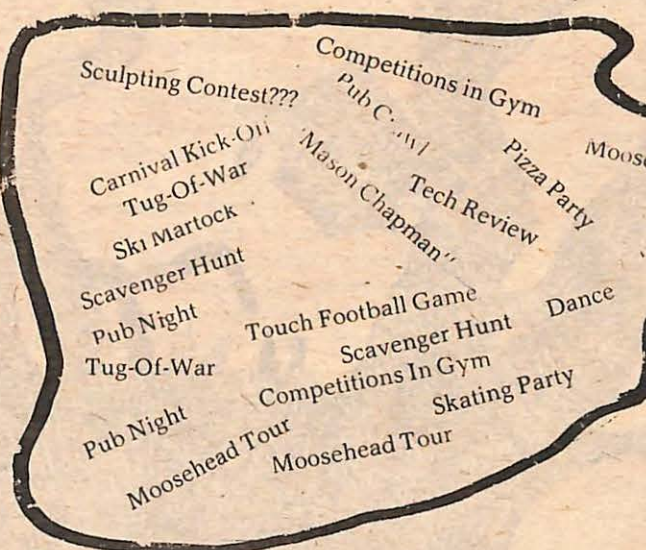 Sculpting Contest???
Competitions in Gym
Pub
Carnival Kick-Off
Tug-Of-War
"Mason Chapman"
Pizza Party
Tech Review
Ski Martock
Scavenger Hunt
Pub Night
Touch Football Game
Dance
Tug-Of-War
Scavenger Hunt
Competitions In Gym
Skating Party
Pub Night
Moosehead Tour
Moosehead Tour